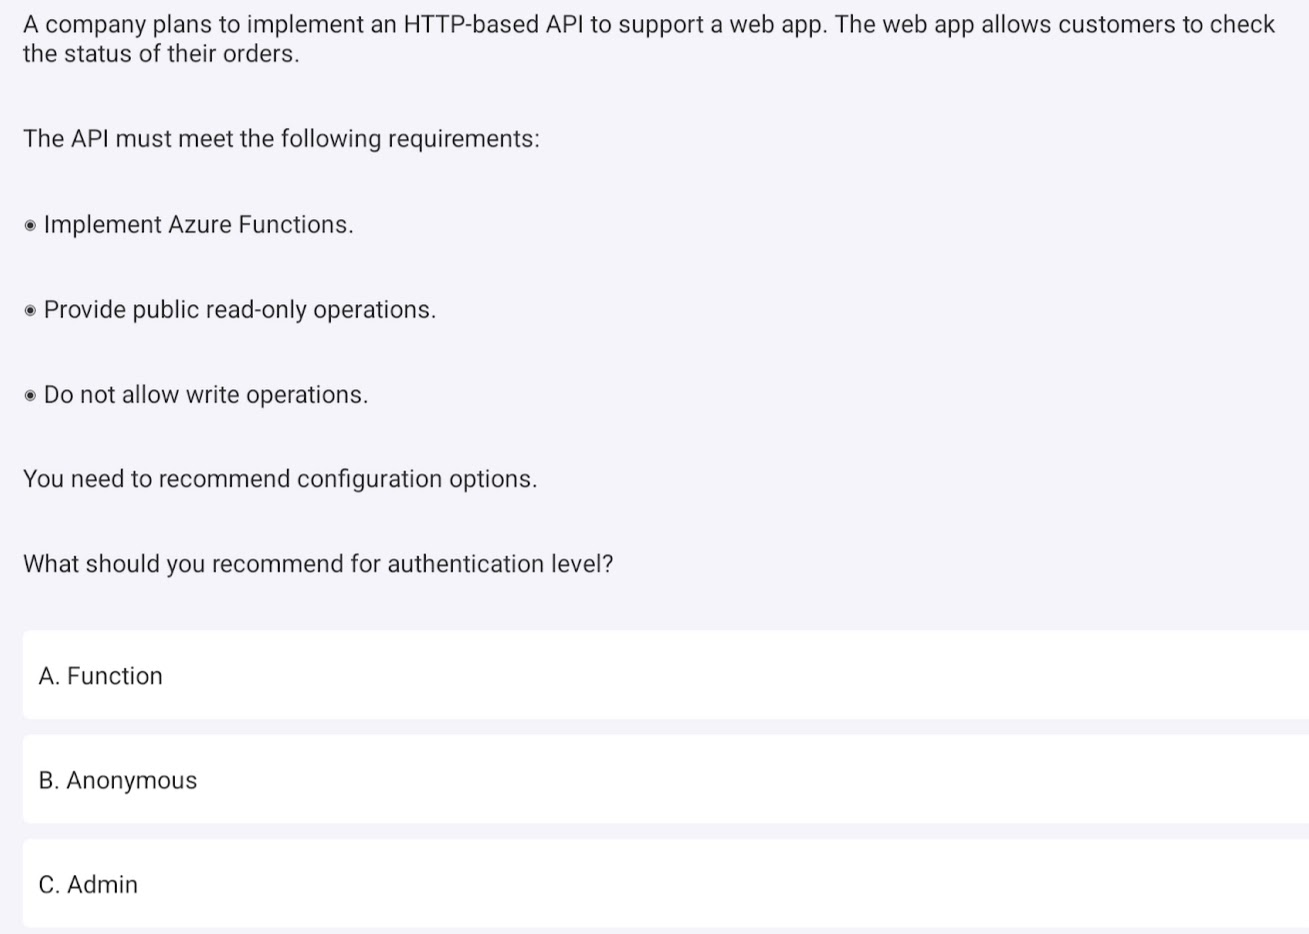 A company plans to implement an HTTP-based API to support a web app. The web app allows customers to check
the status of their orders.
The API must meet the following requirements:
◉ Implement Azure Functions.
◉ Provide public read-only operations.
◉ Do not allow write operations.
You need to recommend configuration options.
What should you recommend for authentication level?
A. Function
B. Anonymous
C. Admin